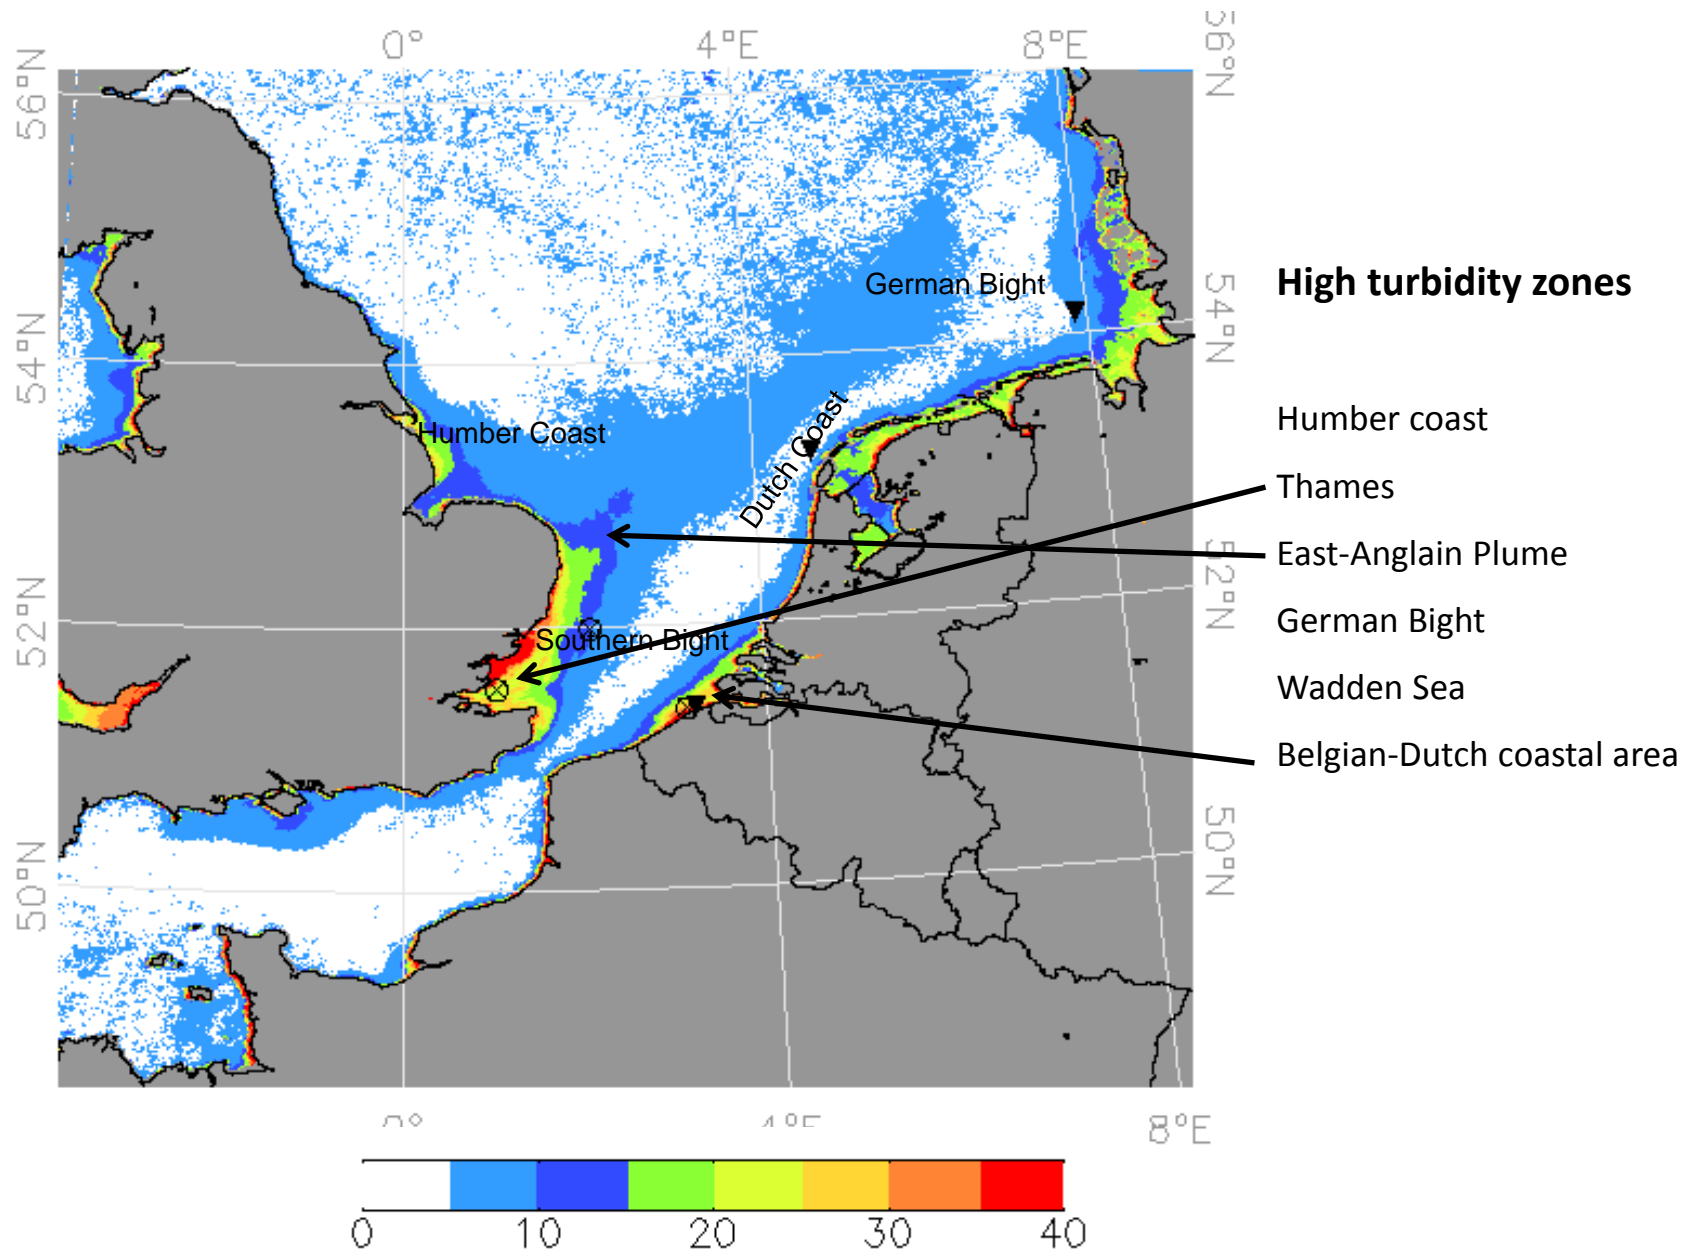 0° 4°E 8°E
56°N
56°N
German Bight
54°N
54°N
Humber Coast
Dutch Coast
52°N
52°N
Southern Bight
50°N
50°N
0° 4°E 8°E
0 10 20 30 40
High turbidity zones
Humber coast
Thames
East-Anglain Plume
German Bight
Wadden Sea
Belgian-Dutch coastal area